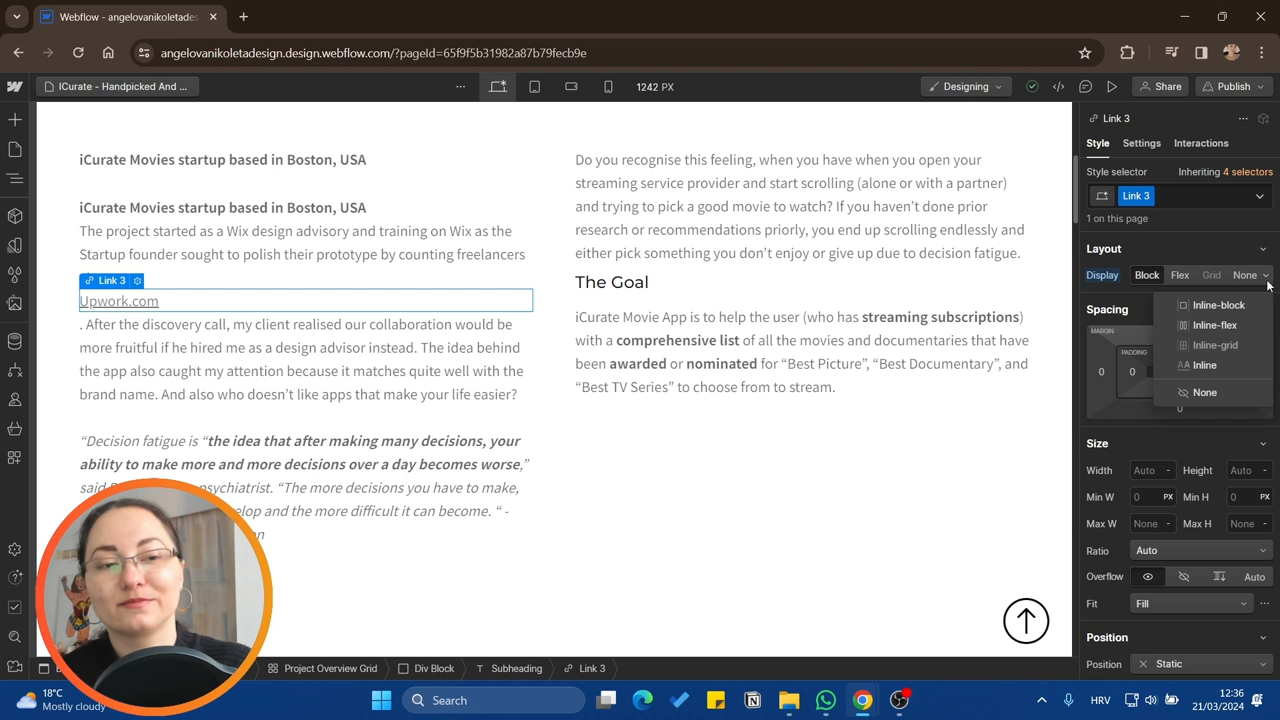 Webflow - angelovanikoletades
angelovanikoletadesign.design.webflow.com/?pageId=65f9f5b31982a87b79fecb9e
ICurate - Handpicked And ...
1242 PX
Designing
Share
Publish
iCurate Movies startup based in Boston, USA
iCurate Movies startup based in Boston, USA
The project started as a Wix design advisory and training on Wix as the
Startup founder sought to polish their prototype by counting freelancers
Link 3
Upwork.com
. After the discovery call, my client realised our collaboration would be
more fruitful if he hired me as a design advisor instead. The idea behind
the app also caught my attention because it matches quite well with the
brand name. And also who doesn't like apps that make your life easier?
“Decision fatigue is “the idea that after making many decisions, your
ability to make more and more decisions over a day becomes worse,”
said psychiatrist. “The more decisions you have to make,
and the more difficult it can become. “ -
Do you recognise this feeling, when you have when you open your
streaming service provider and start scrolling (alone or with a partner)
and trying to pick a good movie to watch? If you haven't done prior
research or recommendations priorly, you end up scrolling endlessly and
either pick something you don't enjoy or give up due to decision fatigue.
The Goal
iCurate Movie App is to help the user (who has streaming subscriptions)
with a comprehensive list of all the movies and documentaries that have
been awarded or nominated for “Best Picture”, “Best Documentary”, and
“Best TV Series” to choose from to stream.
Link 3
Style Settings Interactions
Style selector Inheriting 4 selectors
Link 3
1 on this page
Layout
Display Block Flex Grid None
Inline-block
Inline-flex
Inline-grid
AA Inline
None
Spacing
MARGIN
PADDING
0 0
0
Size
Width Auto - Height Auto -
Min W 0 PX Min H 0 PX
Max W None - Max H None -
Ratio Auto
Overflow Auto
Fit Fill
Position
Position Static
Project Overview Grid Div Block Subheading Link 3
18°C
Mostly cloudy
Search
HRV
12:36
21/03/2024